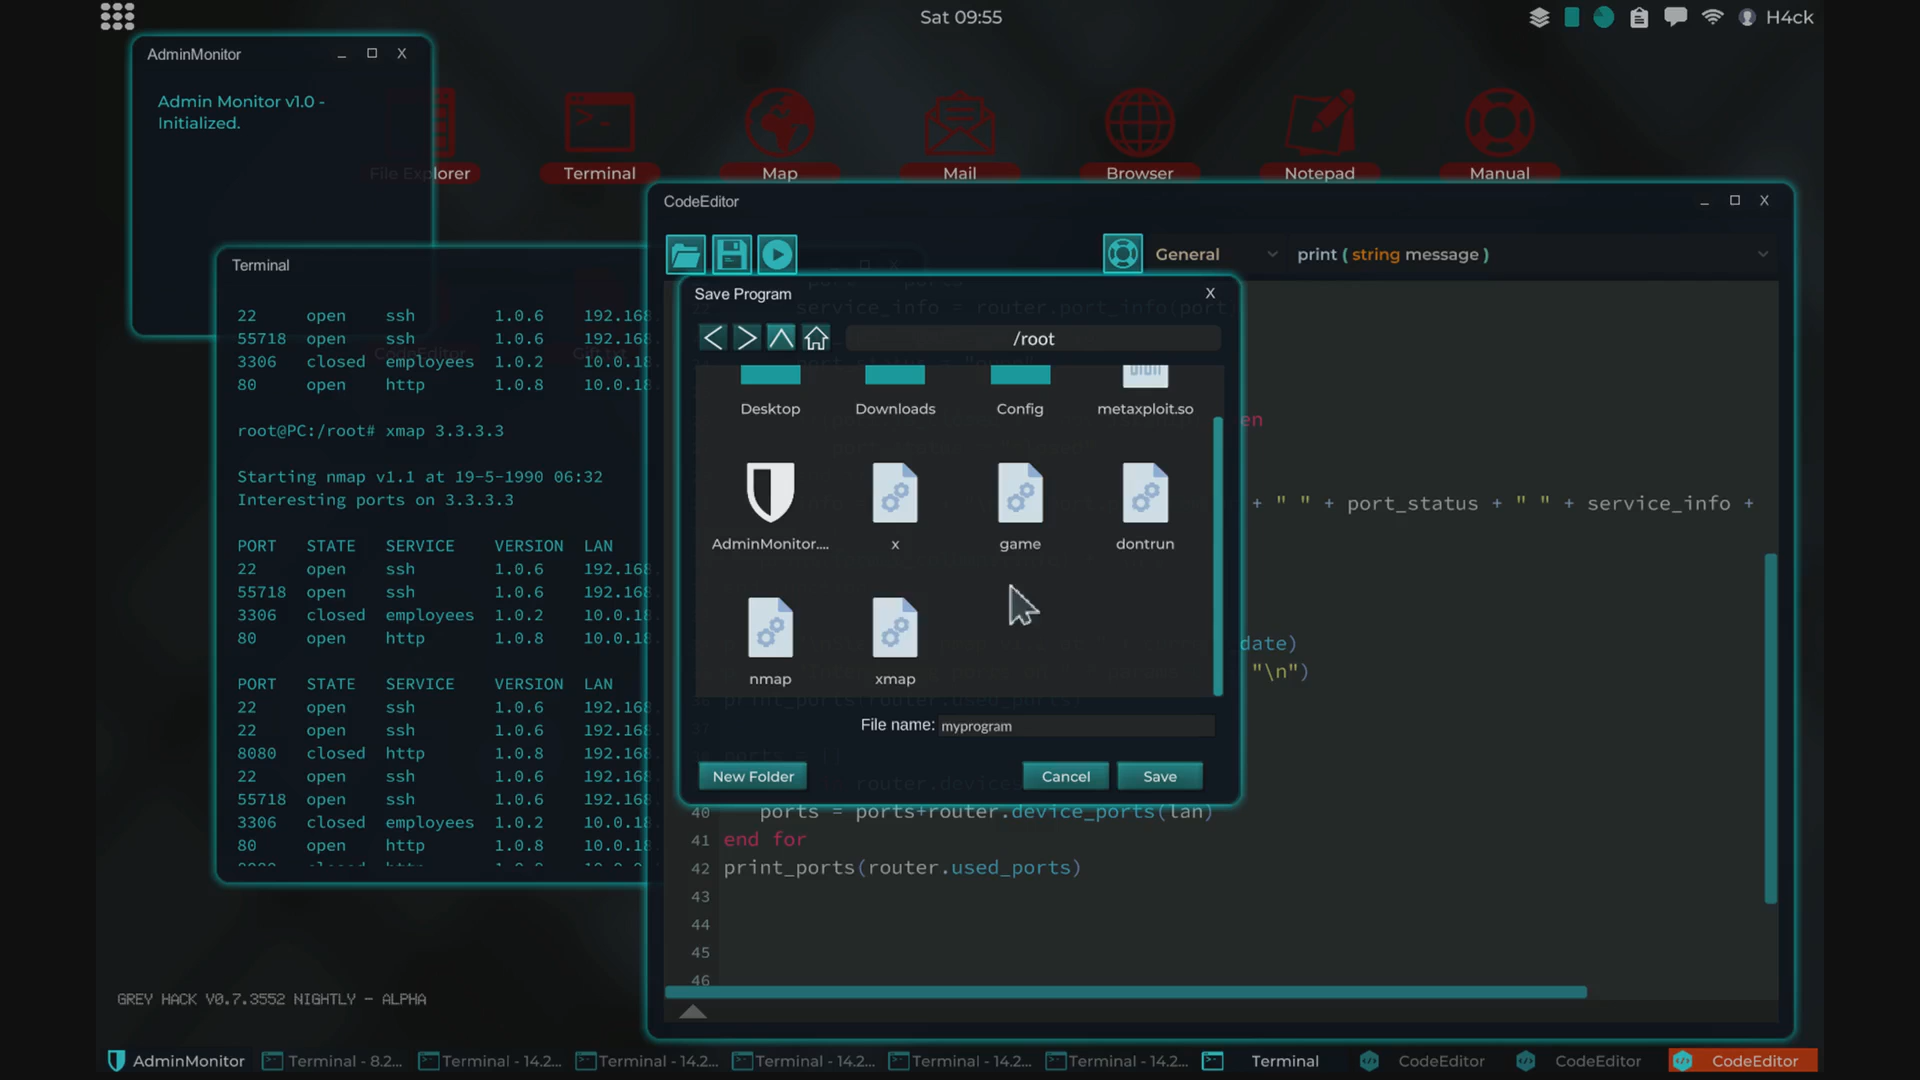 Sat 09:55
H4ck
AdminMonitor
_ X
Admin Monitor v1.0 -
Initialized.
File Explorer
Terminal
Map
Mail
Browser
Notepad
Manual
CodeEditor
_ X
General
print ( string message )
Terminal
22 open ssh 1.0.6 192.168.
55718 open ssh 1.0.6 192.168.
3306 closed employees 1.0.2 10.0.18
80 open http 1.0.8 10.0.18
root@PC:/root# xmap 3.3.3.3
Starting nmap v1.1 at 19-5-1990 06:32
Interesting ports on 3.3.3.3
PORT STATE SERVICE VERSION LAN
22 open ssh 1.0.6 192.168.
55718 open ssh 1.0.6 192.168.
3306 closed employees 1.0.2 10.0.18
80 open http 1.0.8 10.0.18
PORT STATE SERVICE VERSION LAN
22 open ssh 1.0.6 192.168
22 open ssh 1.0.6 192.168
8080 closed http 1.0.8 192.168
22 open ssh 1.0.6 192.168
55718 open ssh 1.0.6 192.168
3306 closed employees 1.0.2 10.0.18
80 open http 1.0.8 10.0.18
Save Program
X
service_info = router.port_info(port
/root
Desktop
Downloads
Config
metaxploit.so
AdminMonitor....
x
game
dontrun
nmap
xmap
File name: myprogram
New Folder
Cancel
Save
en
+ " " + port_status + " " + service_info +
date)
"\n")
40 ports = ports+router.device_ports(lan)
41 end for
42 print_ports(router.used_ports)
43
44
45
46
GREY HACK V0.7.3552 NIGHTLY - ALPHA
AdminMonitor
Terminal - 8.2...
Terminal - 14.2...
Terminal - 14.2...
Terminal - 14.2...
Terminal - 14.2...
Terminal - 14.2...
Terminal
CodeEditor
CodeEditor
CodeEditor